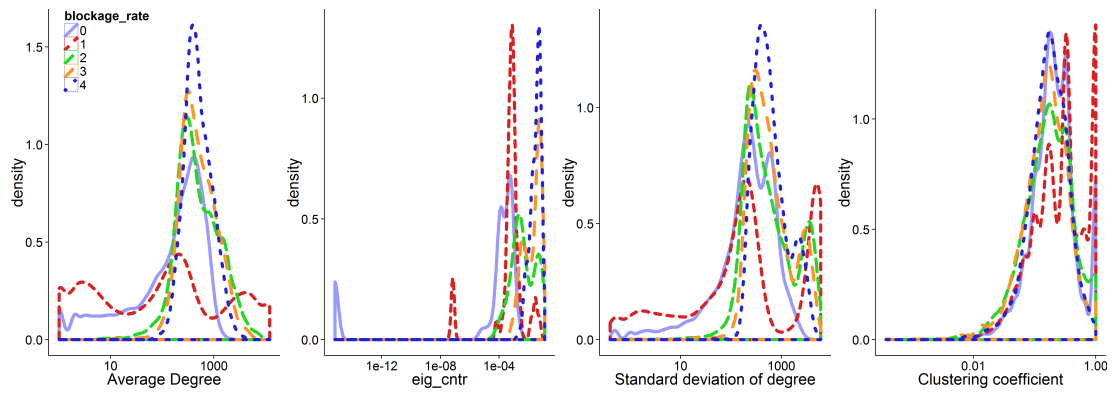 blockage_rate
0
1
2
3
4
density
1.5
1.0
0.5
0.0
10
1000
Average Degree
density
1.0
0.5
0.0
1e-12
1e-08
1e-04
eig_cntr
density
1.0
0.5
0.0
10
1000
Standard deviation of degree
density
1.0
0.5
0.0
0.01
1.00
Clustering coefficient